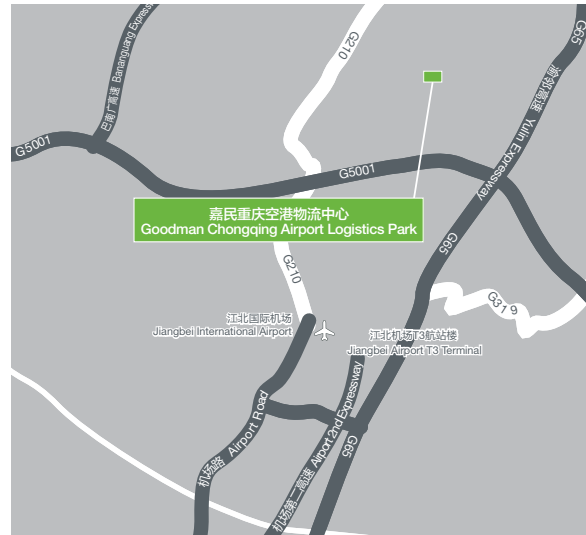 G65
G210
巴南广高速 Bananguang Express
渝邻高速 Yulin Expressway
G5001
G5001
嘉民重庆空港物流中心
Goodman Chongqing Airport Logistics Park
G65
G210
G319
江北国际机场
Jiangbei International Airport
江北机场T3航站楼
Jiangbei Airport T3 Terminal
机场路 Airport Road
机场第二高速 Airport 2nd Expressway
G65